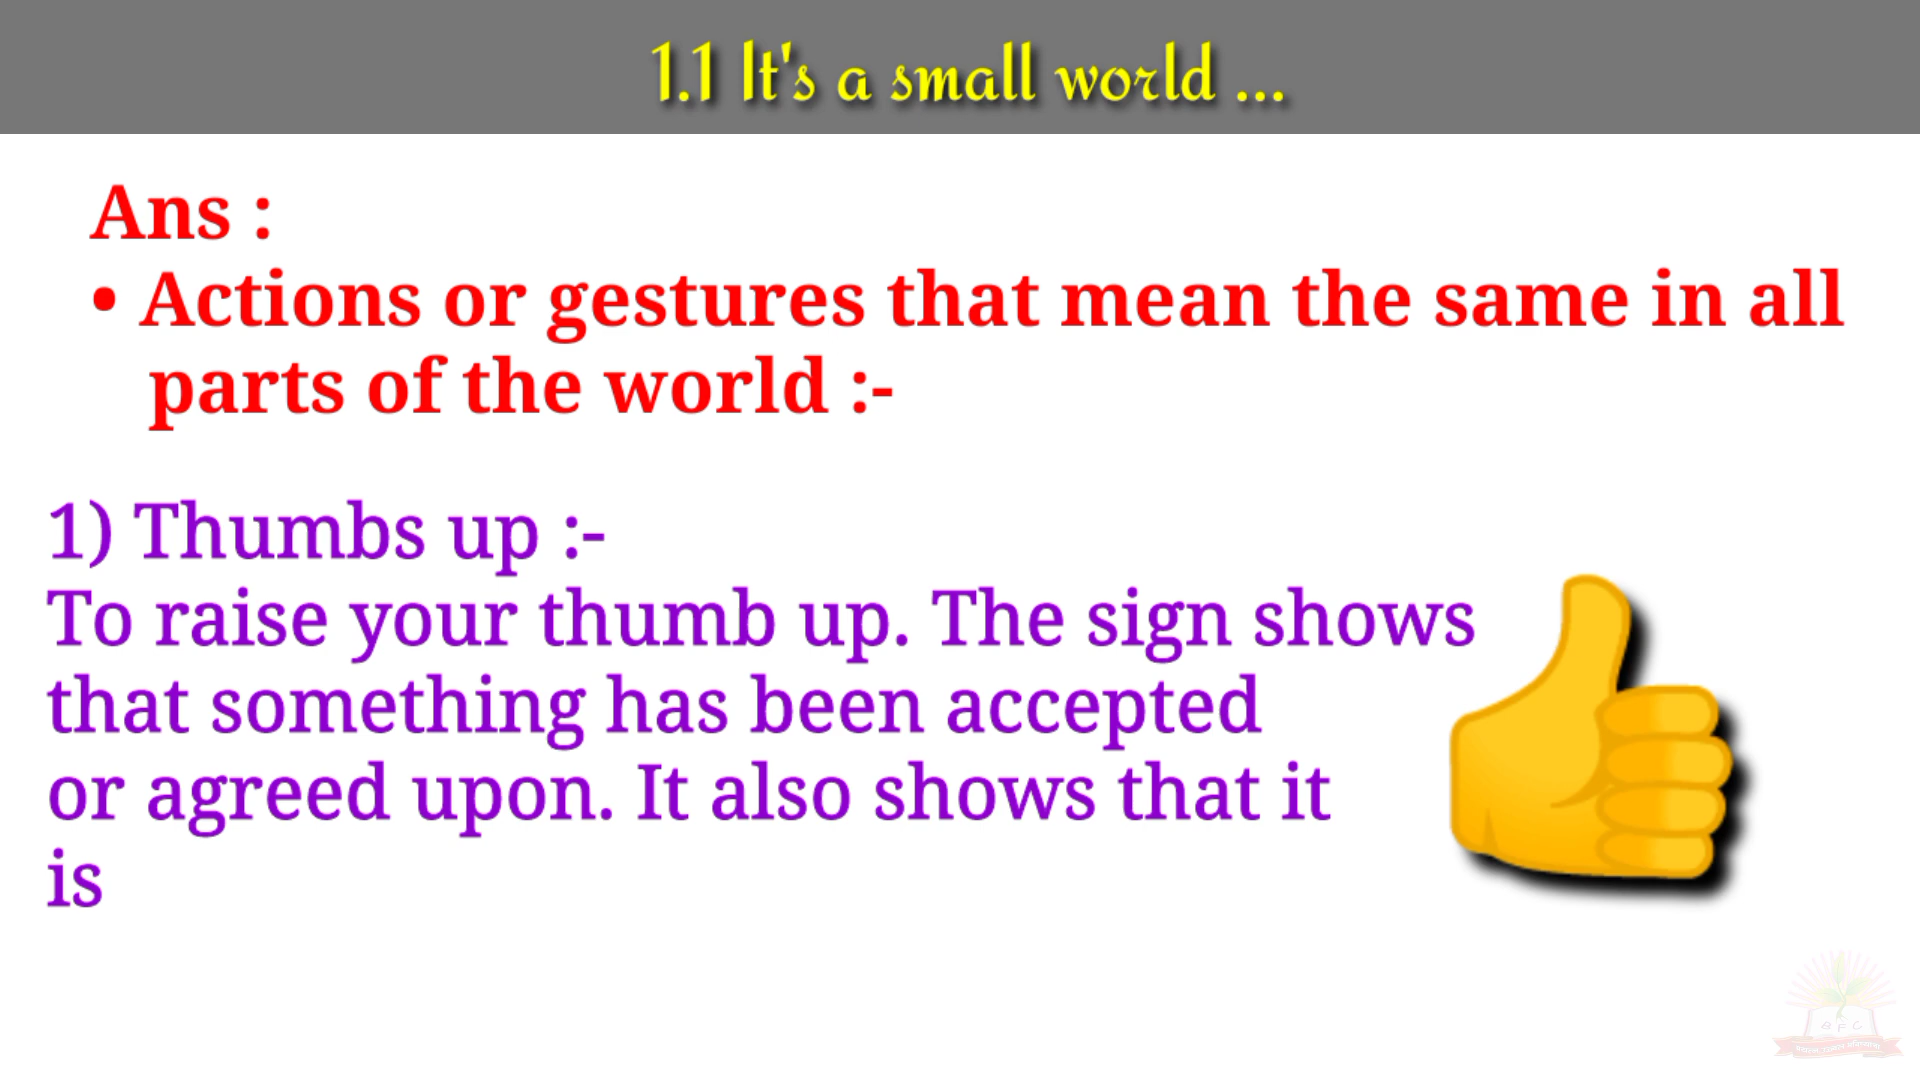 1.1 It's a small world ...
Ans :
• Actions or gestures that mean the same in all
parts of the world :-
1) Thumbs up :-
To raise your thumb up. The sign shows
that something has been accepted
or agreed upon. It also shows that it
is
B F C